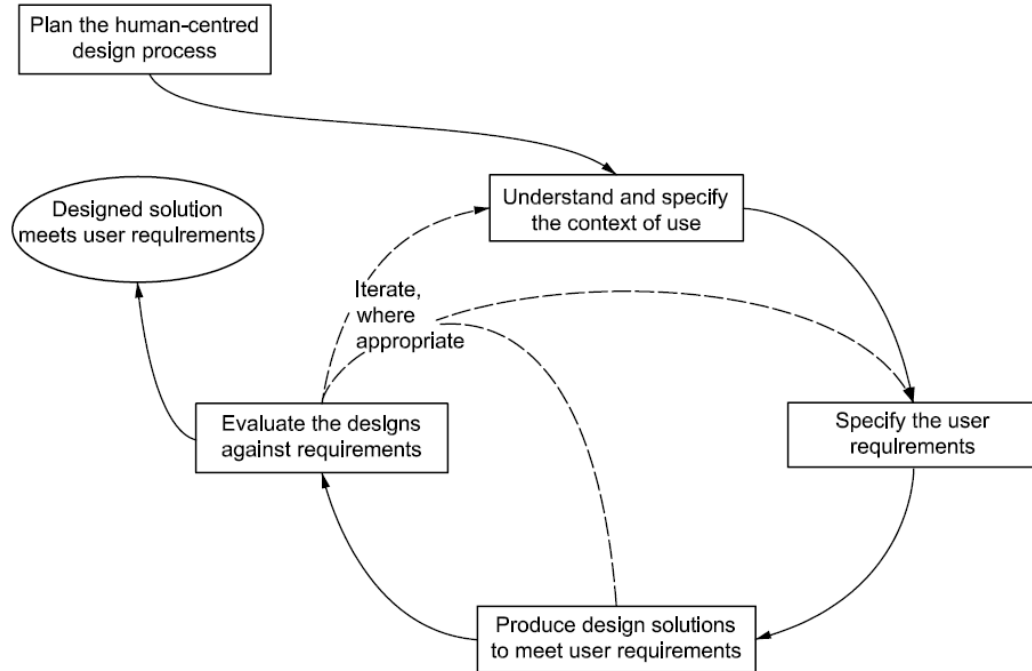 Plan the human-centred
design process
Understand and specify
the context of use
Designed solution
meets user requirements
Iterate,
where
appropriate
Evaluate the designs
against requirements
Specify the user
requirements
Produce design solutions
to meet user requirements